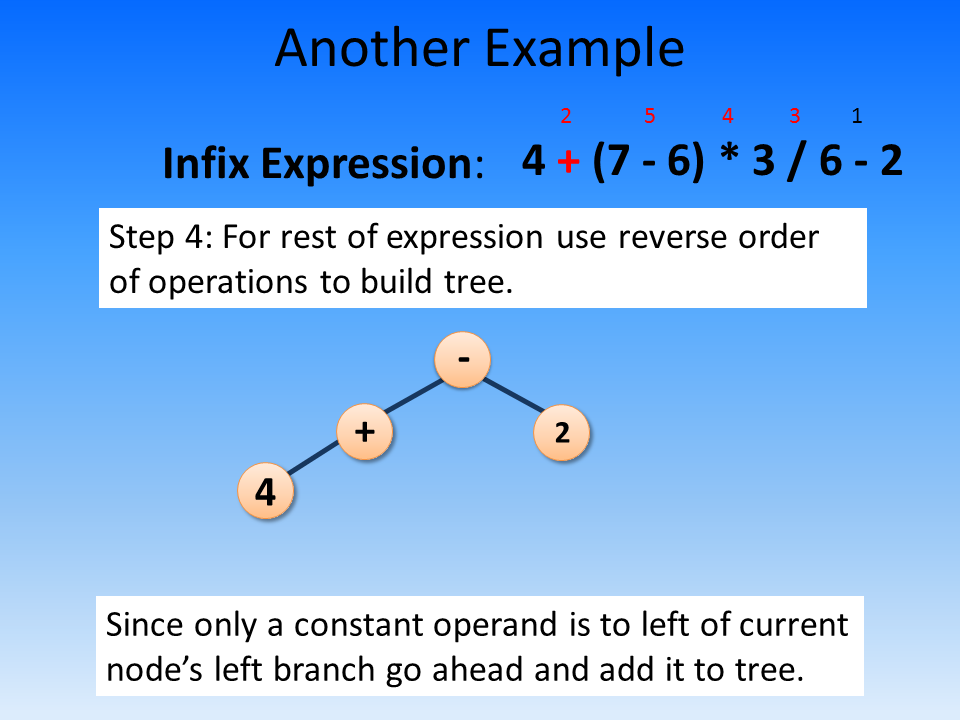 Another Example
2 5 4 3 1
Infix Expression: 4 + (7 - 6) * 3 / 6 - 2
Step 4: For rest of expression use reverse order
of operations to build tree.
-
+ 2
4
Since only a constant operand is to left of current
node’s left branch go ahead and add it to tree.